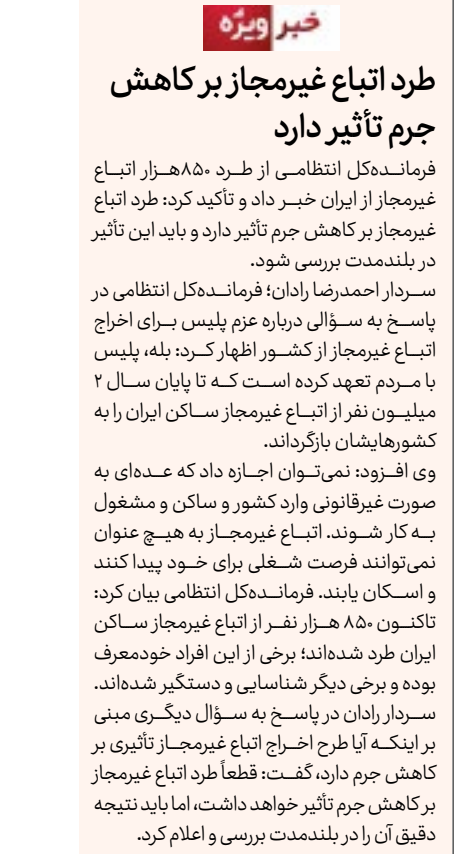 خبر ویژه
طرد اتباع غیرمجاز بر کاهش
جرم تأثیر دارد
فرمانده‌کل انتظامی از طرد ۸۵۰هزار اتباع
غیرمجاز از ایران خبر داد و تأکید کرد: طرد اتباع
غیرمجاز بر کاهش جرم تأثیر دارد و باید این تأثیر
در بلندمدت بررسی شود.
سردار احمدرضا رادان؛ فرمانده‌کل انتظامی در
پاسخ به سؤالی درباره عزم پلیس برای اخراج
اتباع غیرمجاز از کشور اظهار کرد: بله، پلیس
با مردم تعهد کرده است که تا پایان سال ۲
میلیون نفر از اتباع غیرمجاز ساکن ایران را به
کشورهایشان بازگرداند.
وی افزود: نمی‌توان اجازه داد که عده‌ای به
صورت غیرقانونی وارد کشور و ساکن و مشغول
به کار شوند. اتباع غیرمجاز به هیچ عنوان
نمی‌توانند فرصت شغلی برای خود پیدا کنند
و اسکان یابند. فرمانده‌کل انتظامی بیان کرد:
تاکنون ۸۵۰ هزار نفر از اتباع غیرمجاز ساکن
ایران طرد شده‌اند؛ برخی از این افراد خودمعرف
بوده و برخی دیگر شناسایی و دستگیر شده‌اند.
سردار رادان در پاسخ به سؤال دیگری مبنی
بر اینکه آیا طرح اخراج اتباع غیرمجاز تأثیری بر
کاهش جرم دارد، گفت: قطعاً طرد اتباع غیرمجاز
بر کاهش جرم تأثیر خواهد داشت، اما باید نتیجه
دقیق آن را در بلندمدت بررسی و اعلام کرد.